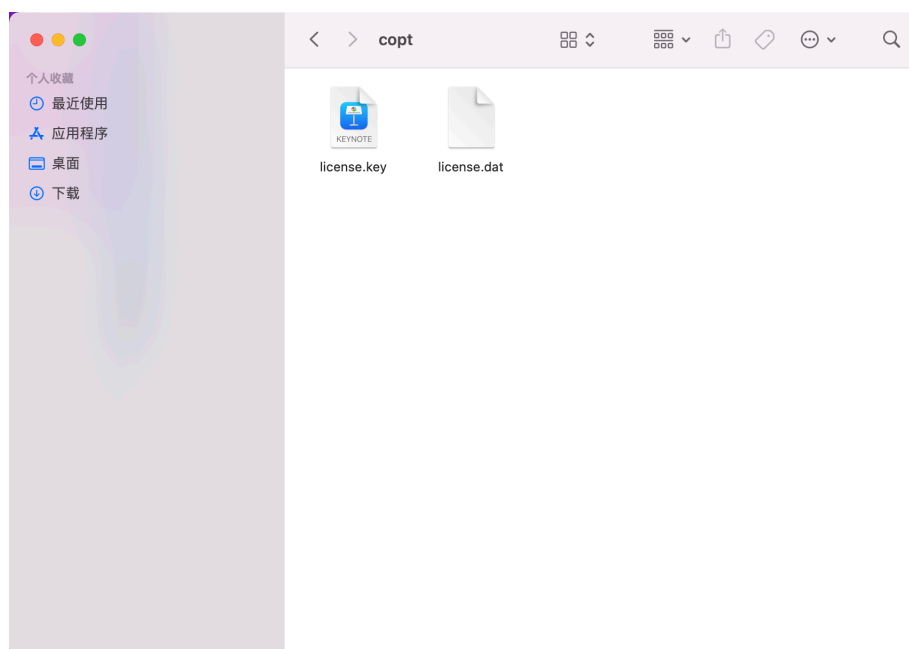 copt
个人收藏
最近使用
应用程序
桌面
下载
KEYNOTE
license.key
license.dat